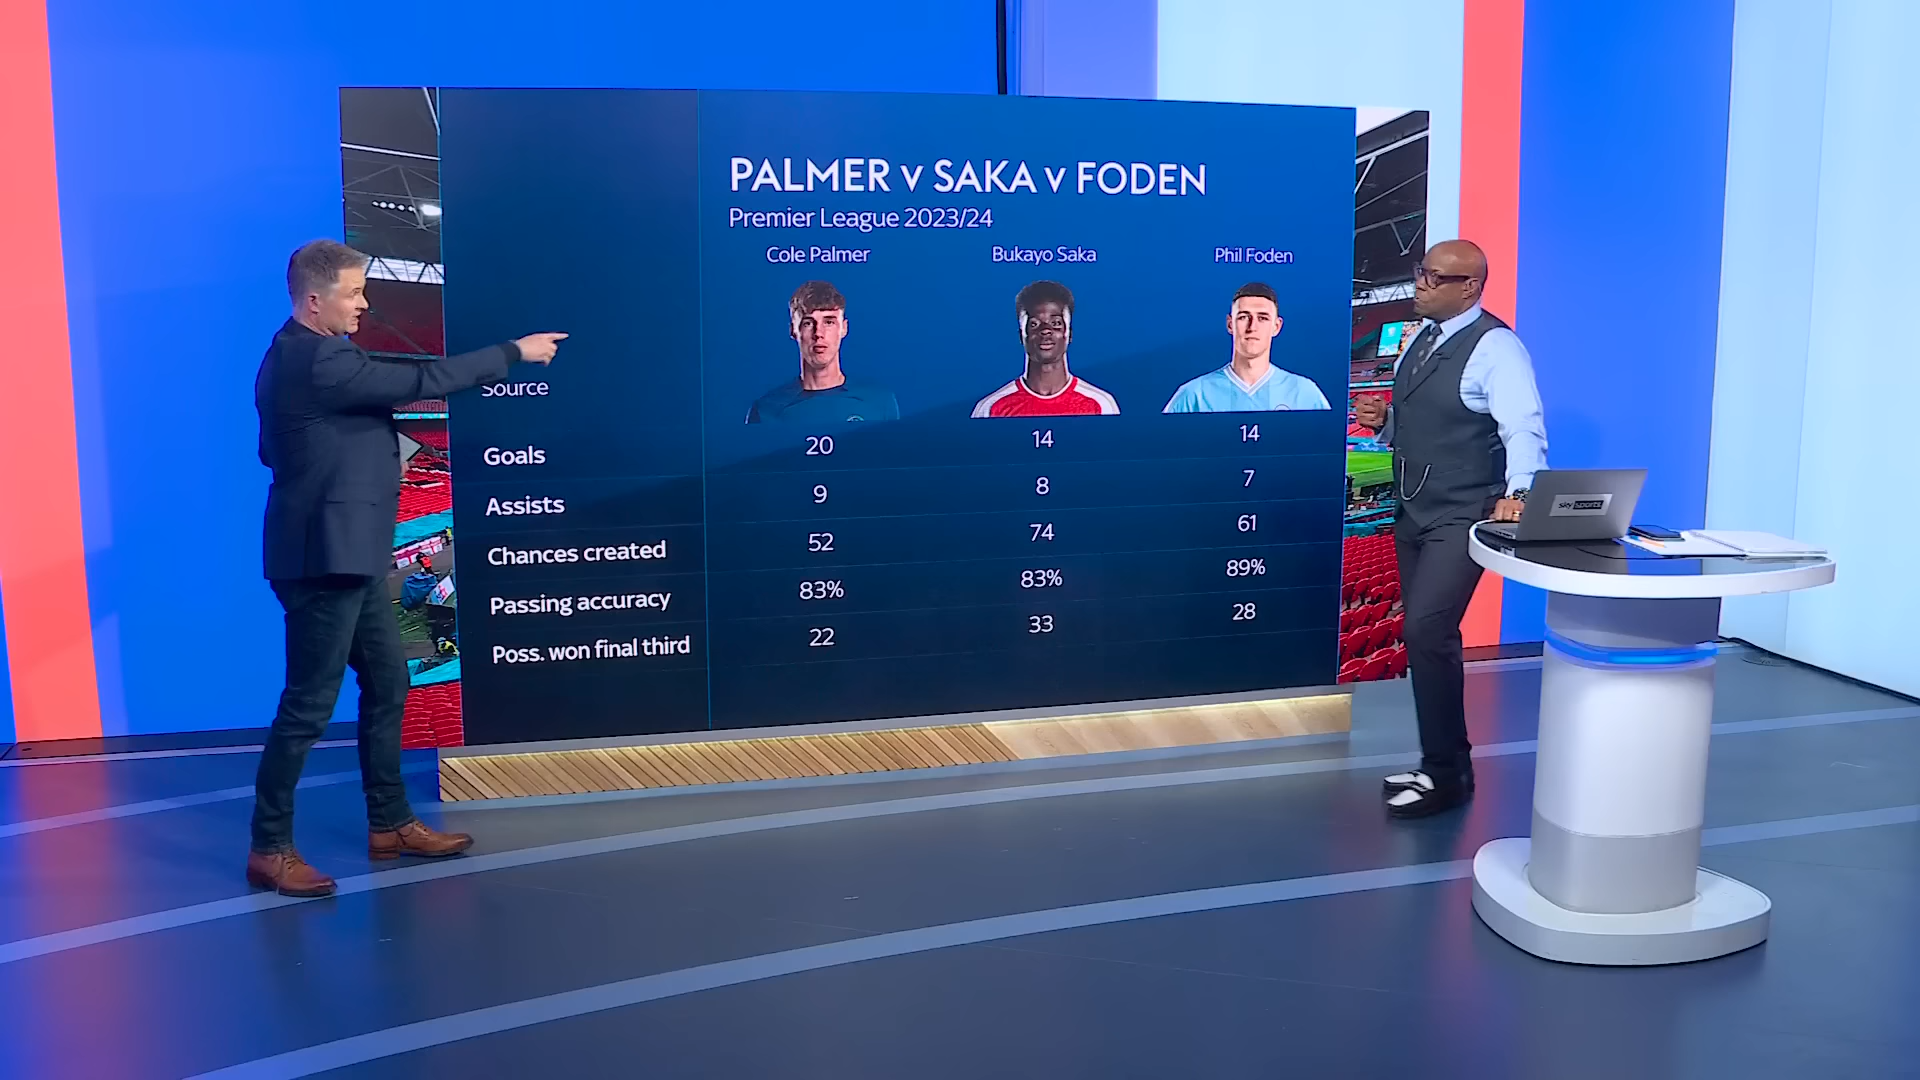 PALMER v SAKA v FODEN
Premier League 2023/24
Cole Palmer Bukayo Saka Phil Foden
Source
Goals 20 14 14
Assists 9 8 7
Chances created 52 74 61
Passing accuracy 83% 83% 89%
Poss. won final third 22 33 28
sky sports